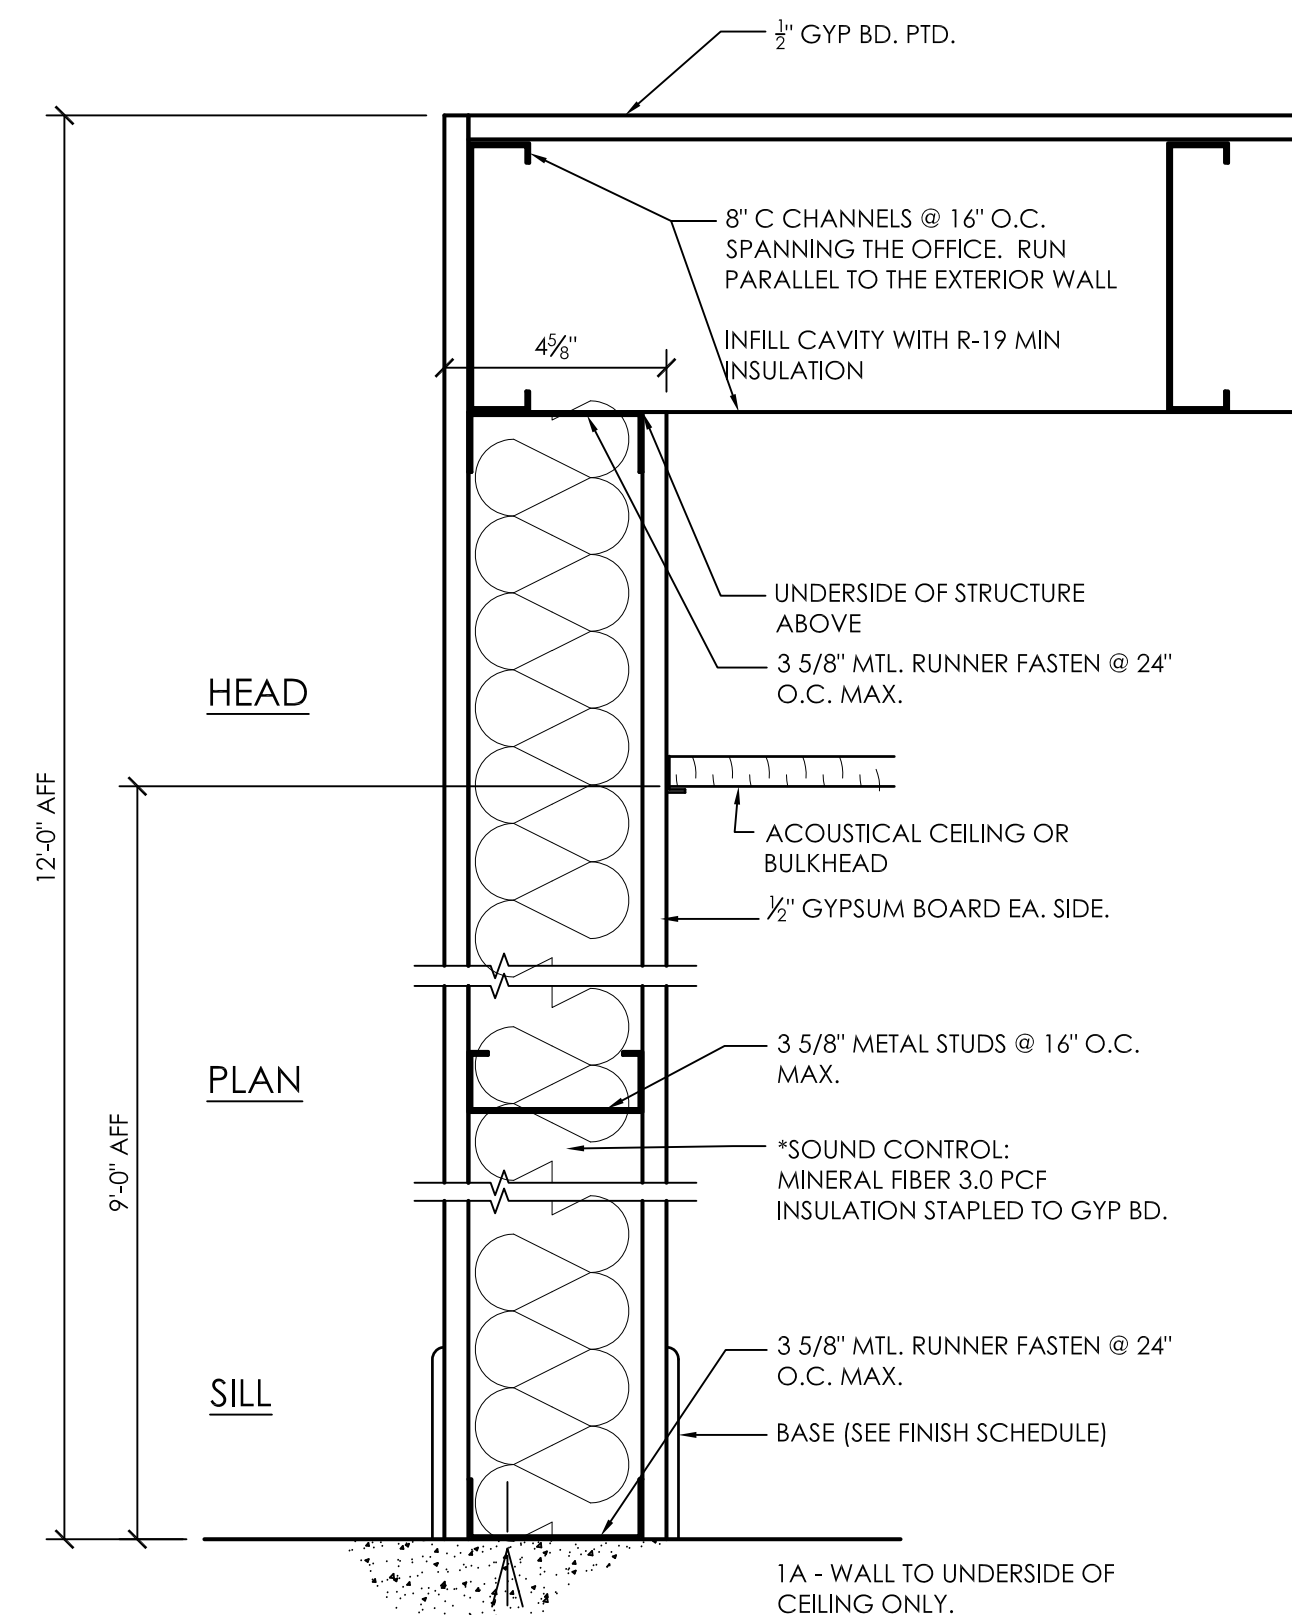 ½" GYP BD. PTD.
8" C CHANNELS @ 16" O.C.
SPANNING THE OFFICE. RUN
PARALLEL TO THE EXTERIOR WALL
INFILL CAVITY WITH R-19 MIN
INSULATION
4⅝"
UNDERSIDE OF STRUCTURE
ABOVE
3 5/8" MTL. RUNNER FASTEN @ 24"
O.C. MAX.
HEAD
12'-0" AFF
ACOUSTICAL CEILING OR
BULKHEAD
½" GYPSUM BOARD EA. SIDE.
3 5/8" METAL STUDS @ 16" O.C.
MAX.
PLAN
9'-0" AFF
*SOUND CONTROL:
MINERAL FIBER 3.0 PCF
INSULATION STAPLED TO GYP BD.
3 5/8" MTL. RUNNER FASTEN @ 24"
O.C. MAX.
SILL
BASE (SEE FINISH SCHEDULE)
1A - WALL TO UNDERSIDE OF
CEILING ONLY.